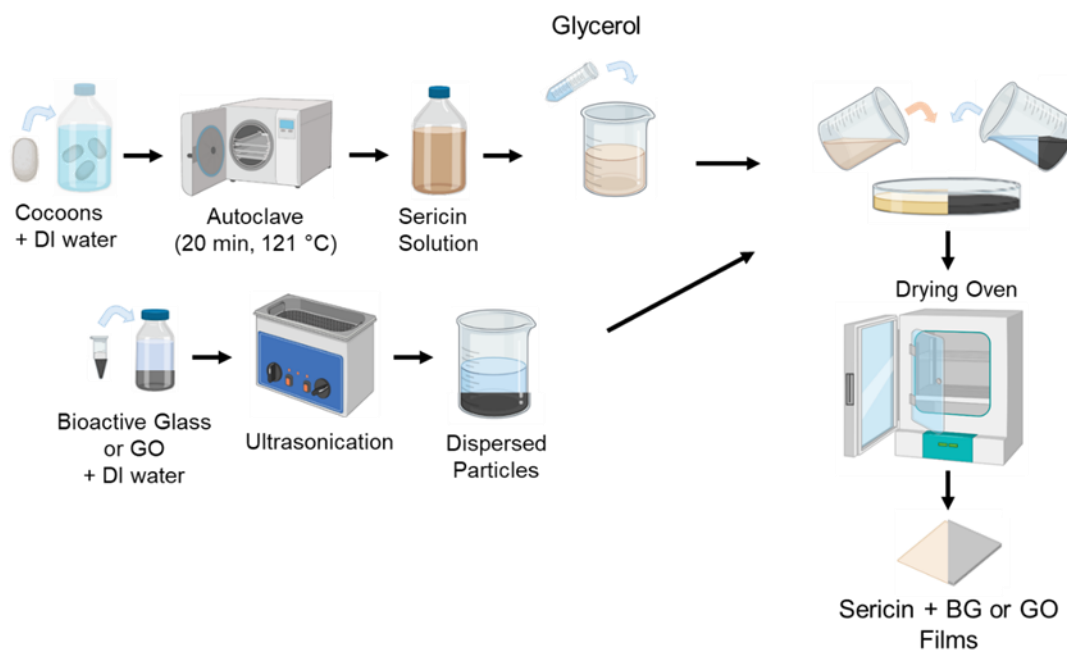 Glycerol
Cocoons
+ DI water
Autoclave
(20 min, 121 °C)
Sericin
Solution
Bioactive Glass
or GO
+ DI water
Ultrasonication
Dispersed
Particles
Drying Oven
Sericin + BG or GO
Films